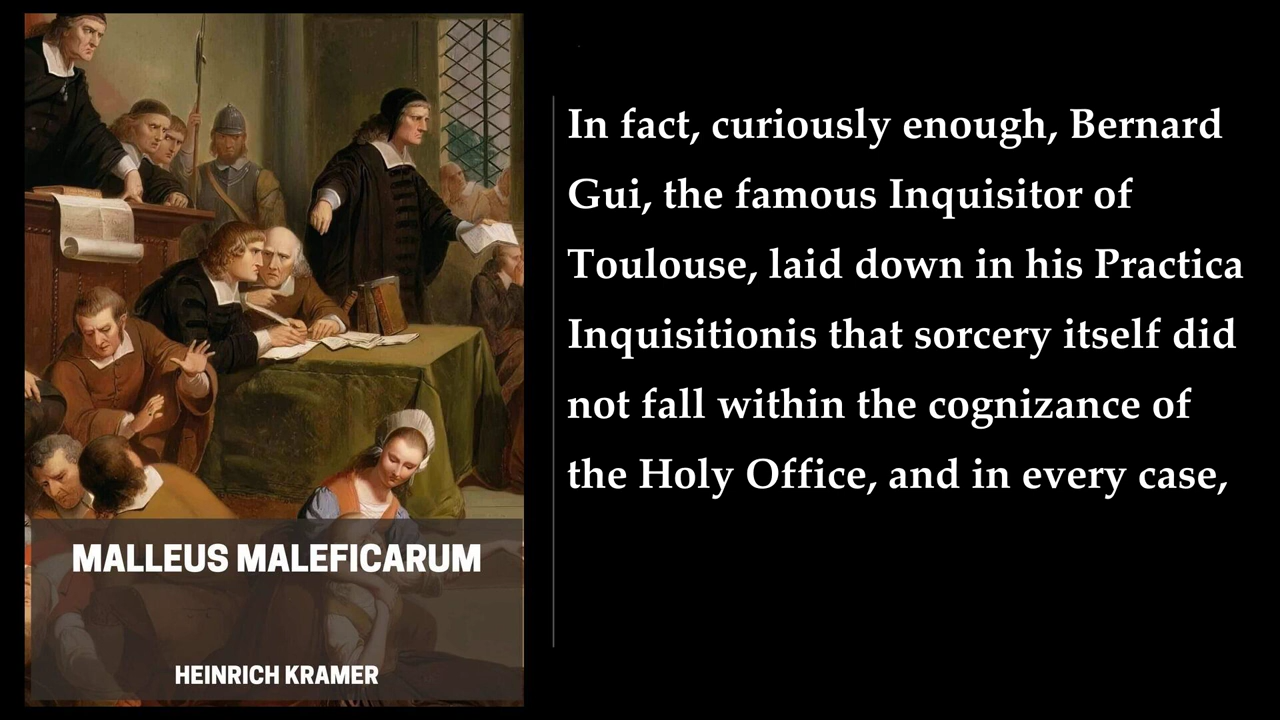 MALLEUS MALEFICARUM
HEINRICH KRAMER
In fact, curiously enough, Bernard
Gui, the famous Inquisitor of
Toulouse, laid down in his Practica
Inquisitionis that sorcery itself did
not fall within the cognizance of
the Holy Office, and in every case,